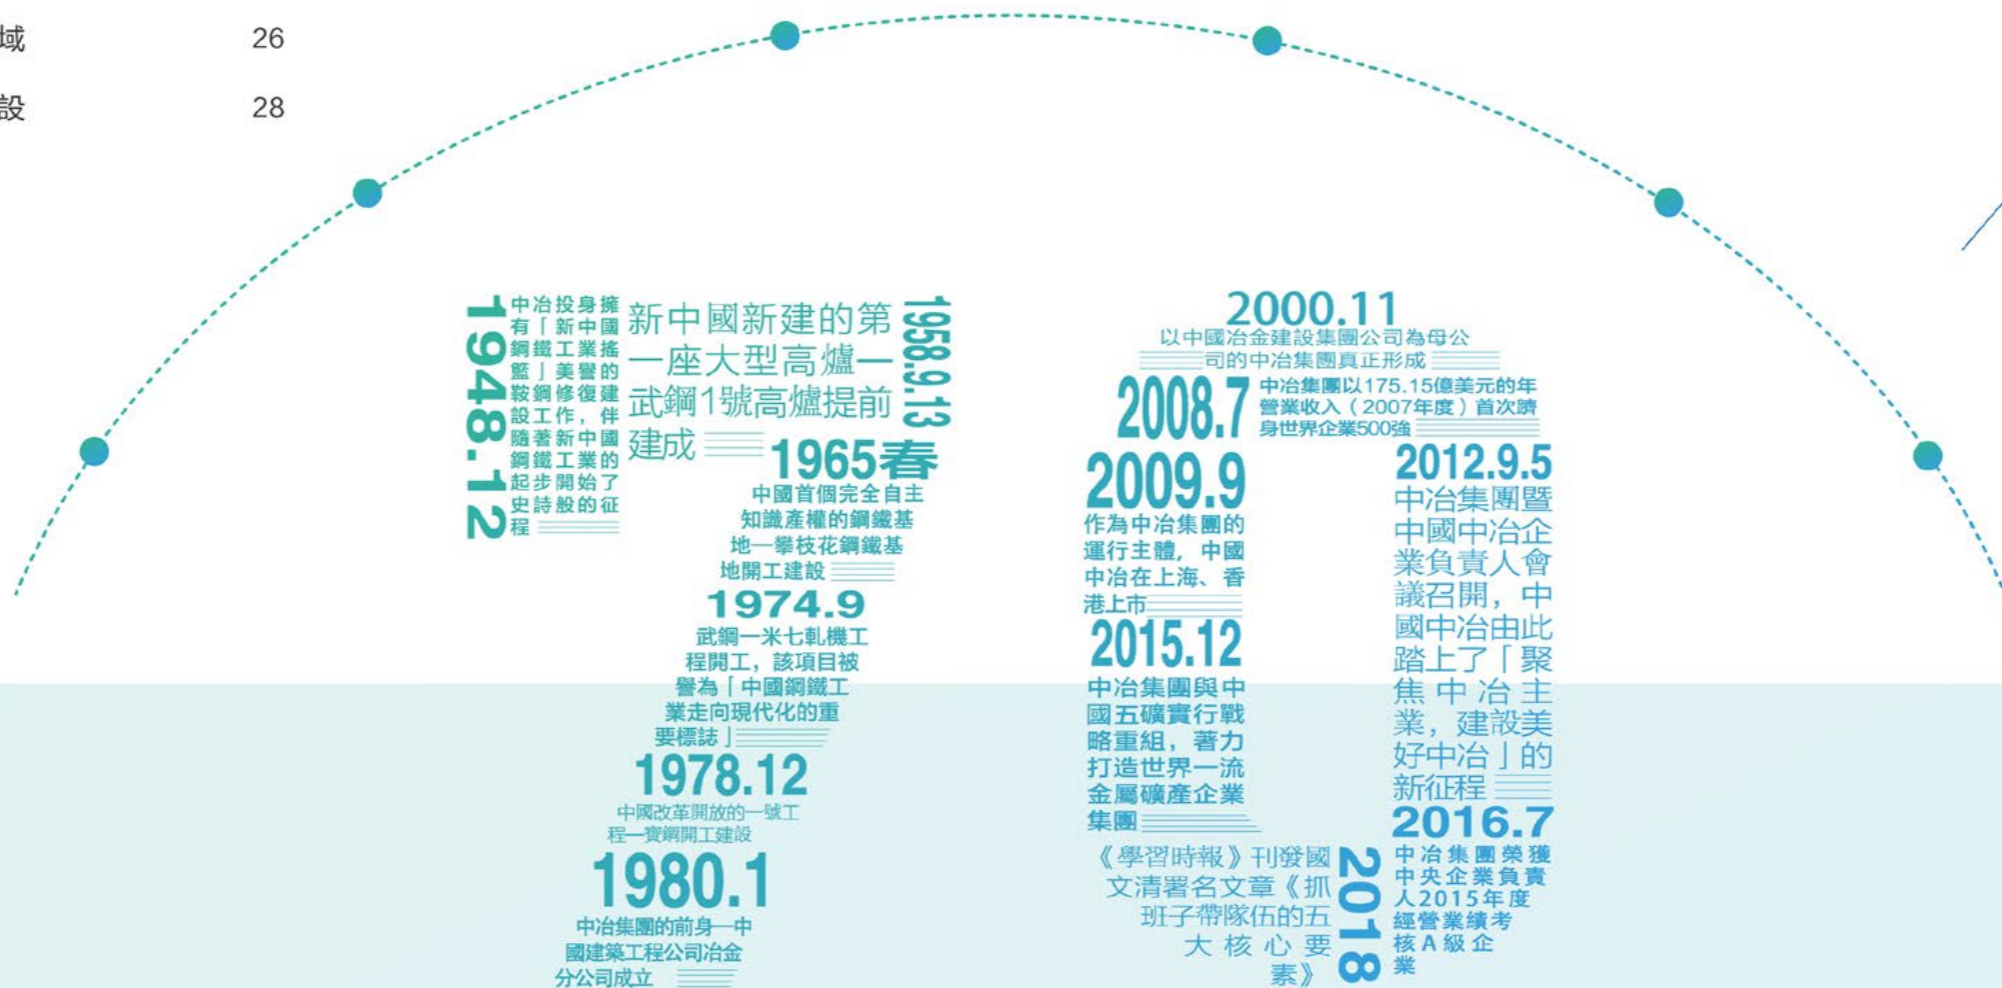 域 26
設 28
1948.12
中冶投身擁
有「新中國
鋼鐵工業搖
籃」美譽的
鞍鋼修復建
設工作，伴
隨著新中國
鋼鐵工業的
起步開始了
史詩般的征
程
新中國新建的第
一座大型高爐—
武鋼1號高爐提前
建成
1958.9.13
1965春
中國首個完全自主
知識產權的鋼鐵基
地—攀枝花鋼鐵基
地開工建設
1974.9
武鋼一米七軋機工
程開工，該項目被
譽為「中國鋼鐵工
業走向現代化的重
要標誌」
1978.12
中國改革開放的一號工
程—寶鋼開工建設
1980.1
中冶集團的前身—中
國建築工程公司冶金
分公司成立
2000.11
以中國冶金建設集團公司為母公
司的中冶集團真正形成
2008.7
中冶集團以175.15億美元的年
營業收入（2007年度）首次躋
身世界企業500強
2009.9
作為中冶集團的
運行主體，中國
中冶在上海、香
港上市
2012.9.5
中冶集團暨
中國中冶企
業負責人會
議召開，中
國中冶由此
踏上了「聚
焦中冶主
業，建設美
好中冶」的
新征程
2015.12
中冶集團與中
國五礦實行戰
略重組，著力
打造世界一流
金屬礦產企業
集團
2016.7
中冶集團榮獲
中央企業負責
人2015年度
經營業績考
核A級企
業
《學習時報》刊發國
文清署名文章《抓
班子帶隊伍的五
大核心要
素》
2018